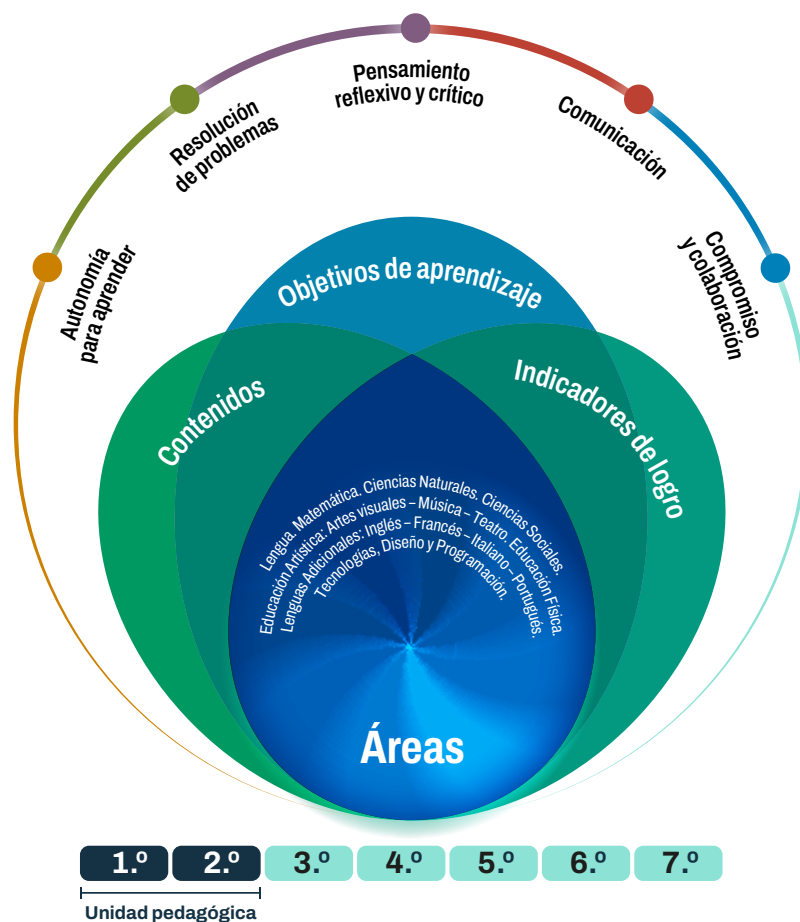 Pensamiento
reflexivo y crítico
Resolución
de problemas
Comunicación
Autonomía
para aprender
Compromiso
y colaboración
Objetivos de aprendizaje
Contenidos
Indicadores de logro
Lengua. Matemática. Ciencias Naturales. Ciencias Sociales.
Educación Artística: Artes visuales – Música – Teatro. Educación Física.
Lenguas Adicionales: Inglés – Francés – Italiano – Portugués.
Tecnologías, Diseño y Programación.
Áreas
1.º 2.º 3.º 4.º 5.º 6.º 7.º
Unidad pedagógica